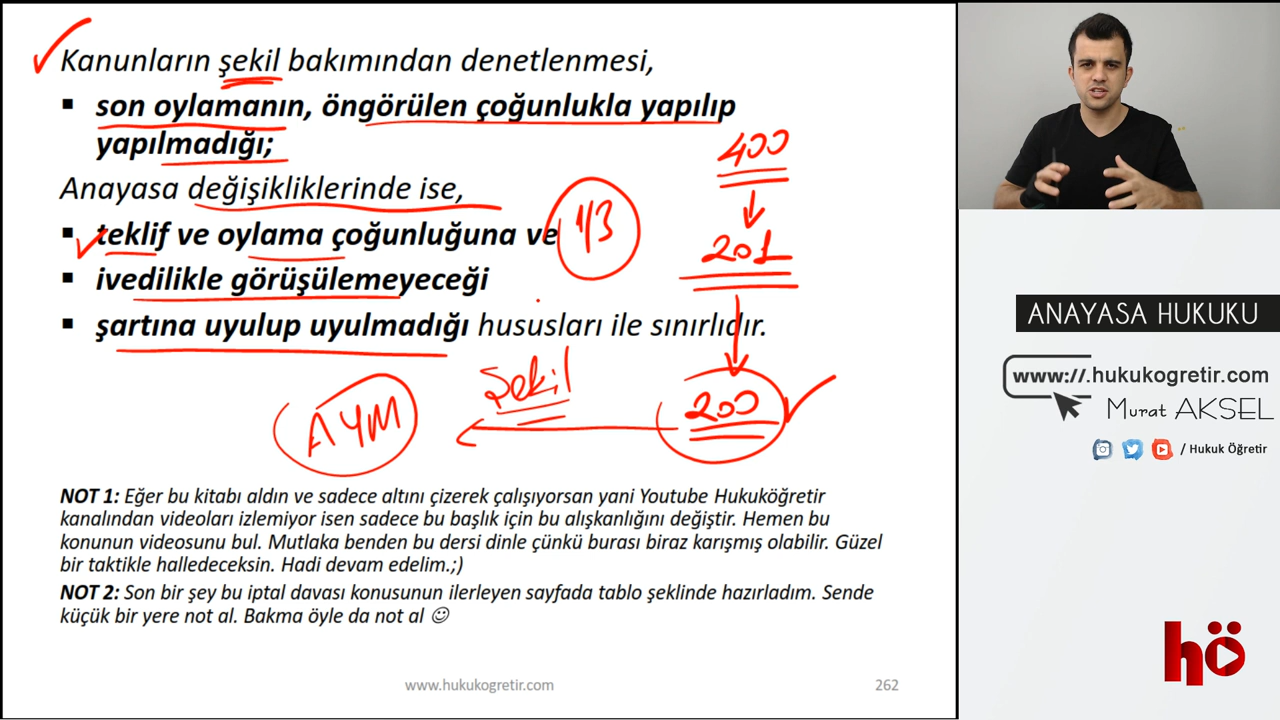 Kanunların şekil bakımından denetlenmesi,
▪ son oylamanın, öngörülen çoğunlukla yapılıp
yapılmadığı;
400
Anayasa değişikliklerinde ise,
▪ teklif ve oylama çoğunluğuna ve
1/3
201
▪ ivedilikle görüşülemeyeceği
▪ şartına uyulup uyulmadığı hususları ile sınırlıdır.
Şekil
200
AYM
NOT 1: Eğer bu kitabı aldın ve sadece altını çizerek çalışıyorsan yani Youtube Hukuköğretir
kanalından videoları izlemiyor isen sadece bu başlık için bu alışkanlığını değiştir. Hemen bu
konunun videosunu bul. Mutlaka benden bu dersi dinle çünkü burası biraz karışmış olabilir. Güzel
bir taktikle halledeceksin. Hadi devam edelim.;)
NOT 2: Son bir şey bu iptal davası konusunun ilerleyen sayfada tablo şeklinde hazırladım. Sende
küçük bir yere not al. Bakma öyle da not al ☺
www.hukukogretir.com
262
ANAYASA HUKUKU
www://.hukukogretir.com
Murat AKSEL
/ Hukuk Öğretir
hö